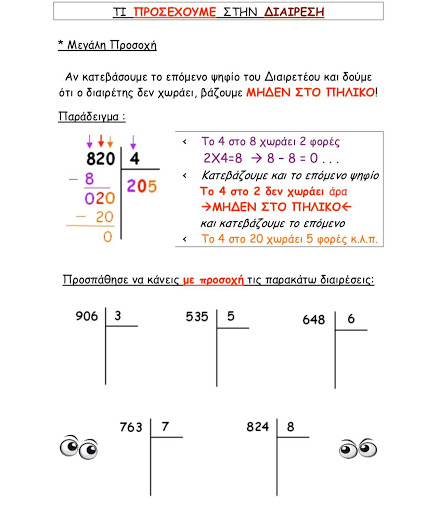 ΤΙ ΠΡΟΣΕΧΟΥΜΕ ΣΤΗΝ ΔΙΑΙΡΕΣΗ
* Μεγάλη Προσοχή
Αν κατεβάσουμε το επόμενο ψηφίο του Διαιρετέου και δούμε
ότι ο διαιρέτης δεν χωράει, βάζουμε ΜΗΔΕΝ ΣΤΟ ΠΗΛΙΚΟ!
Παράδειγμα :
820 4
- 8 205
020
- 20
0
< Το 4 στο 8 χωράει 2 φορές
2Χ4=8 → 8 – 8 = 0 . . .
< Κατεβάζουμε και το επόμενο ψηφίο
Το 4 στο 2 δεν χωράει άρα
→ΜΗΔΕΝ ΣΤΟ ΠΗΛΙΚΟ←
και κατεβάζουμε το επόμενο
< Το 4 στο 20 χωράει 5 φορές κ.λ.π.
Προσπάθησε να κάνεις με προσοχή τις παρακάτω διαιρέσεις:
906 3 535 5 648 6
763 7 824 8